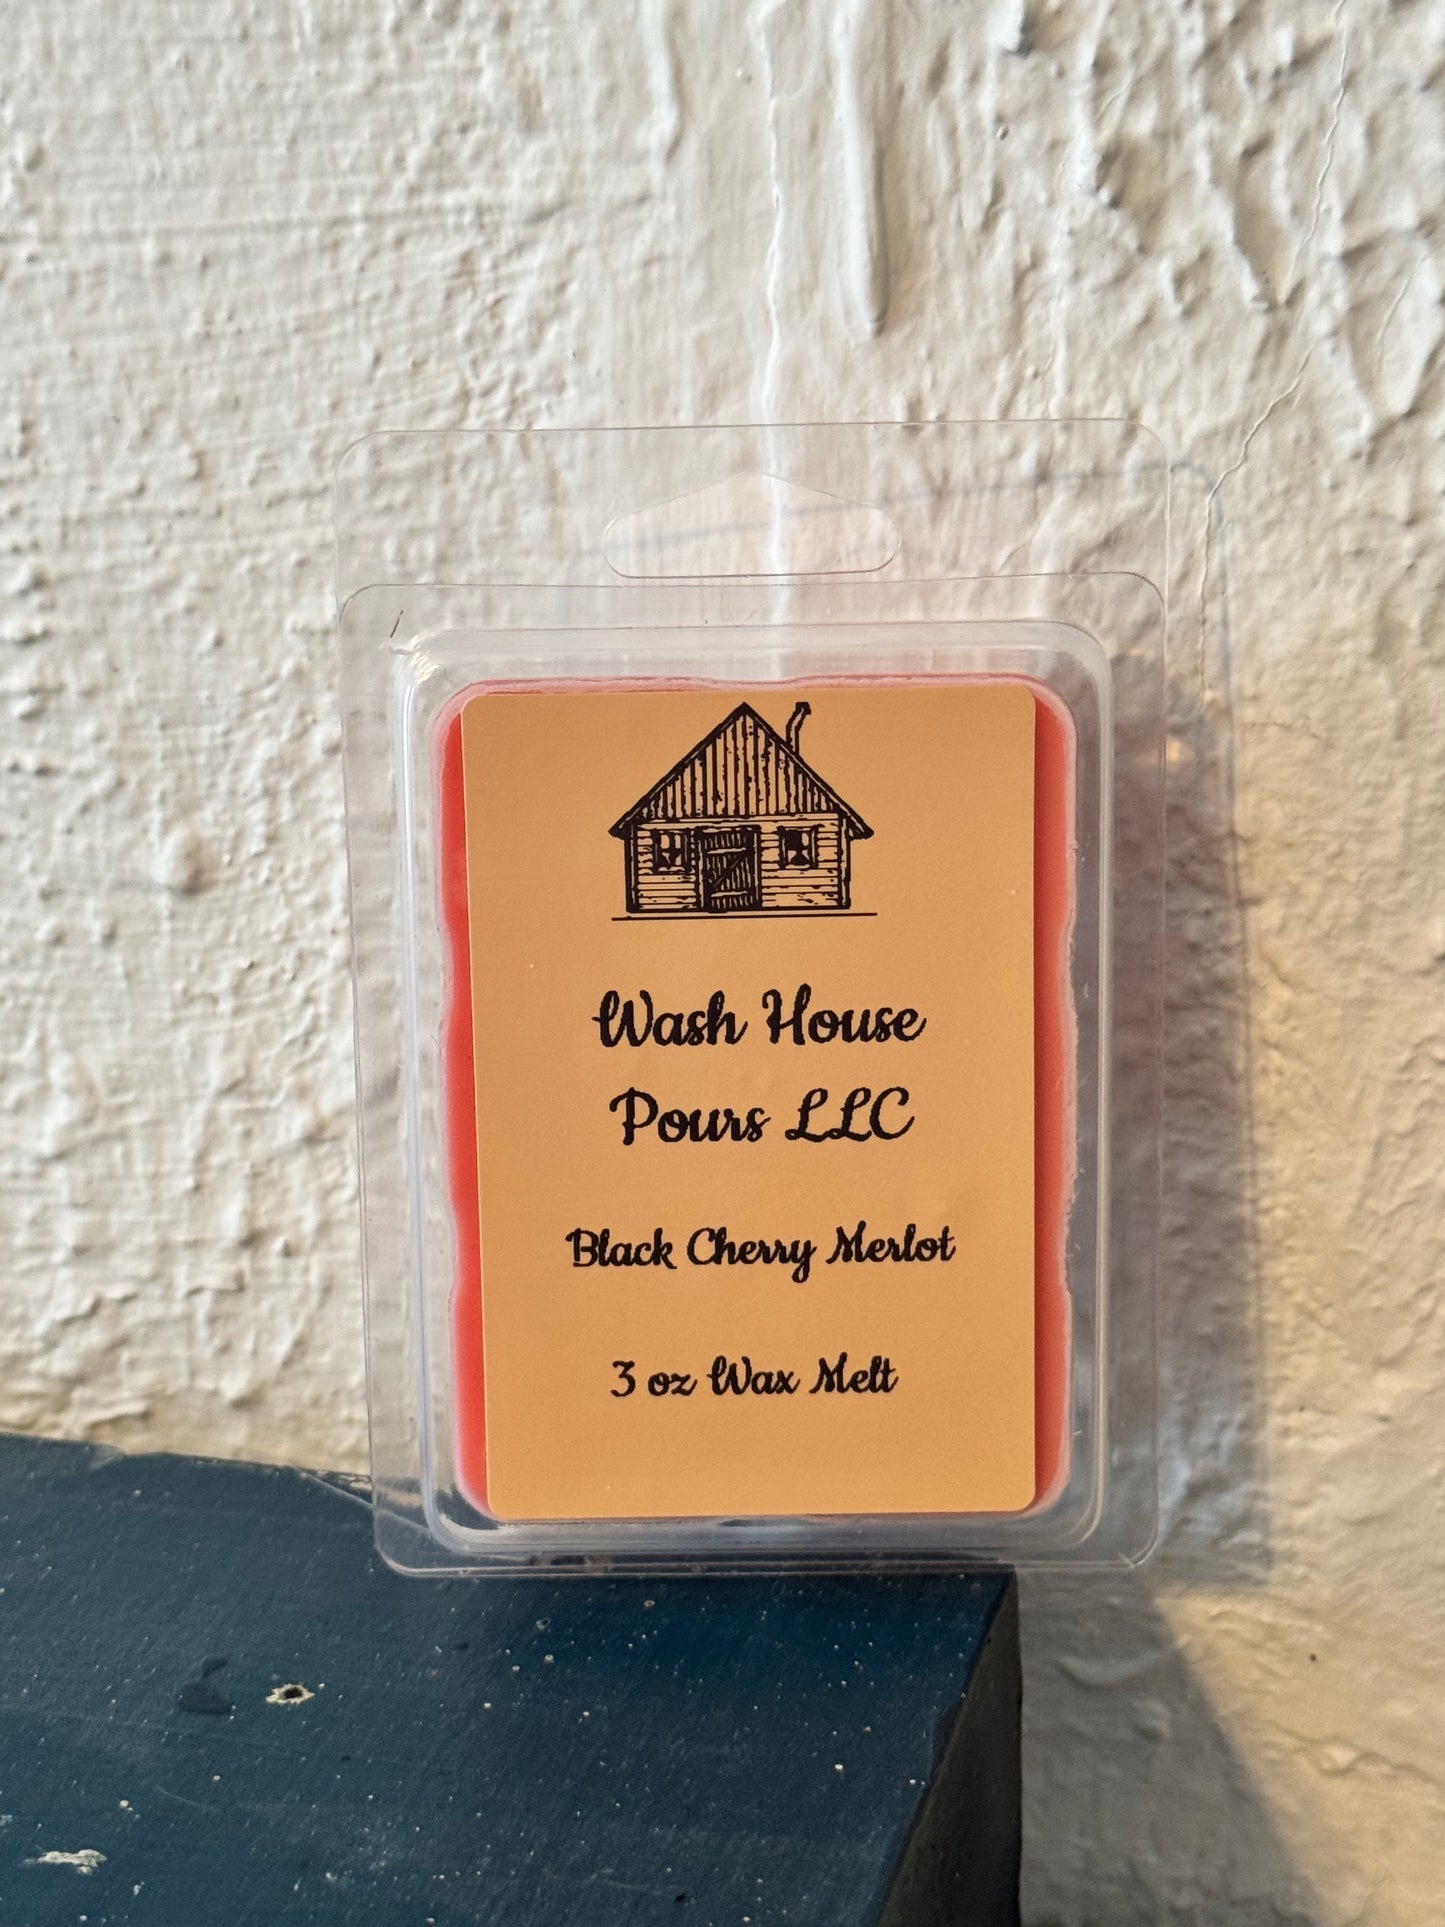 Wash House
Pours LLC
Black Cherry Merlot
3 oz Wax Melt